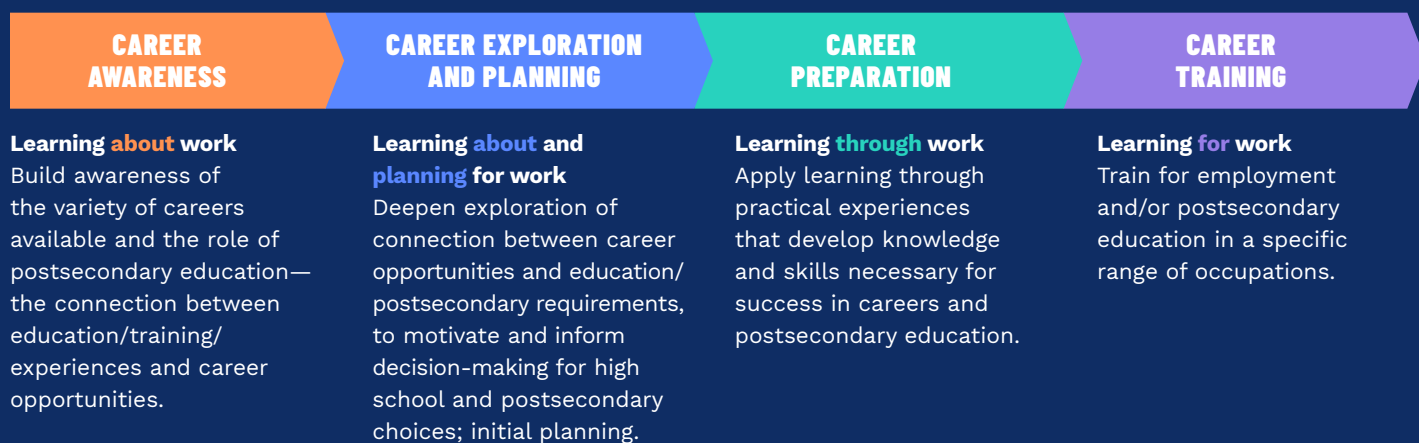 CAREER
AWARENESS
CAREER EXPLORATION
AND PLANNING
CAREER
PREPARATION
CAREER
TRAINING
Learning about work
Build awareness of
the variety of careers
available and the role of
postsecondary education—
the connection between
education/training/
experiences and career
opportunities.
Learning about and
planning for work
Deepen exploration of
connection between career
opportunities and education/
postsecondary requirements,
to motivate and inform
decision-making for high
school and postsecondary
choices; initial planning.
Learning through work
Apply learning through
practical experiences
that develop knowledge
and skills necessary for
success in careers and
postsecondary education.
Learning for work
Train for employment
and/or postsecondary
education in a specific
range of occupations.